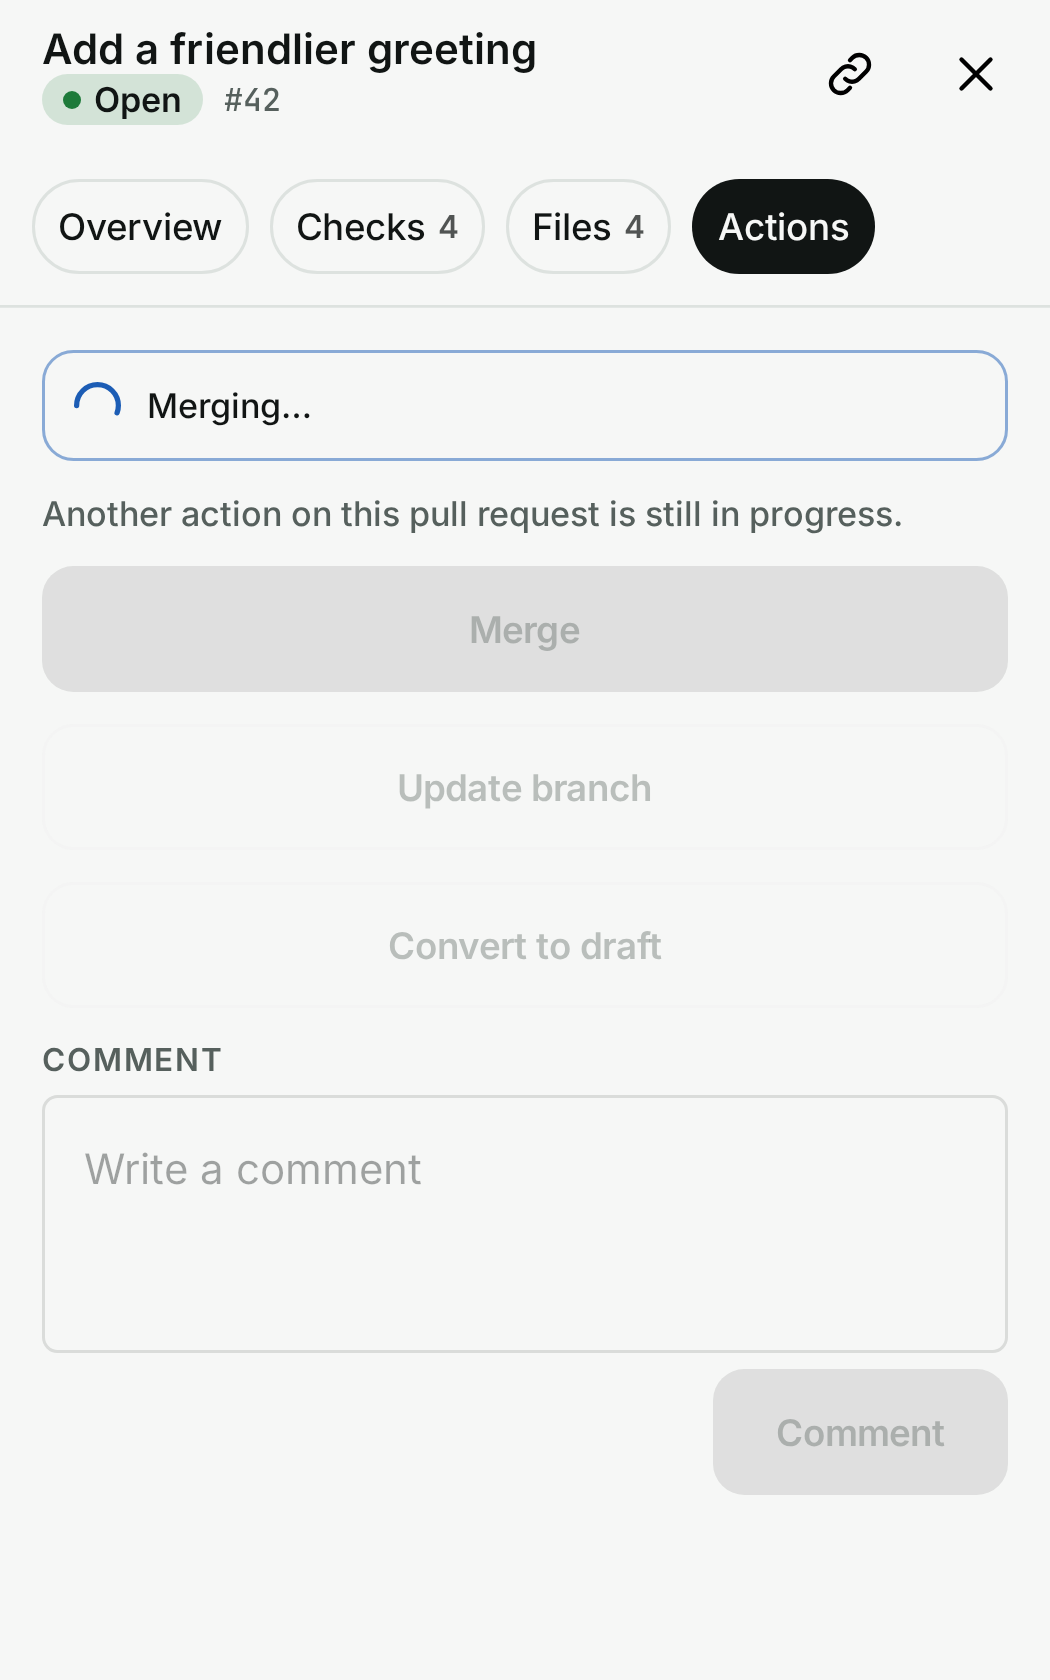 Add a friendlier greeting
Open #42
Overview Checks 4 Files 4 Actions
Merging...
Another action on this pull request is still in progress.
Merge
Update branch
Convert to draft
COMMENT
Write a comment
Comment